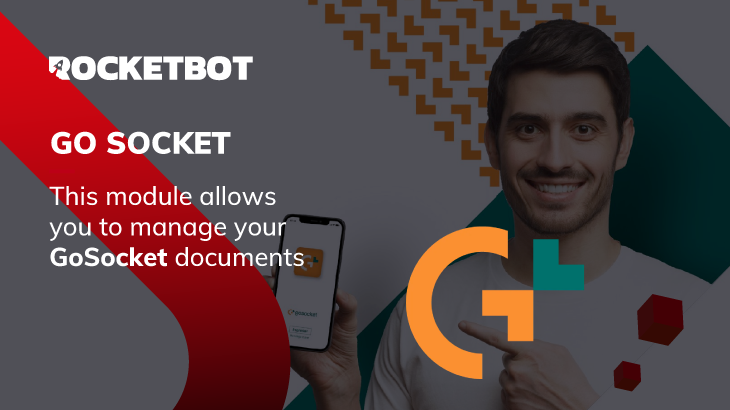 ROCKETBOT
GO SOCKET
This module allows
you to manage your
GoSocket documents